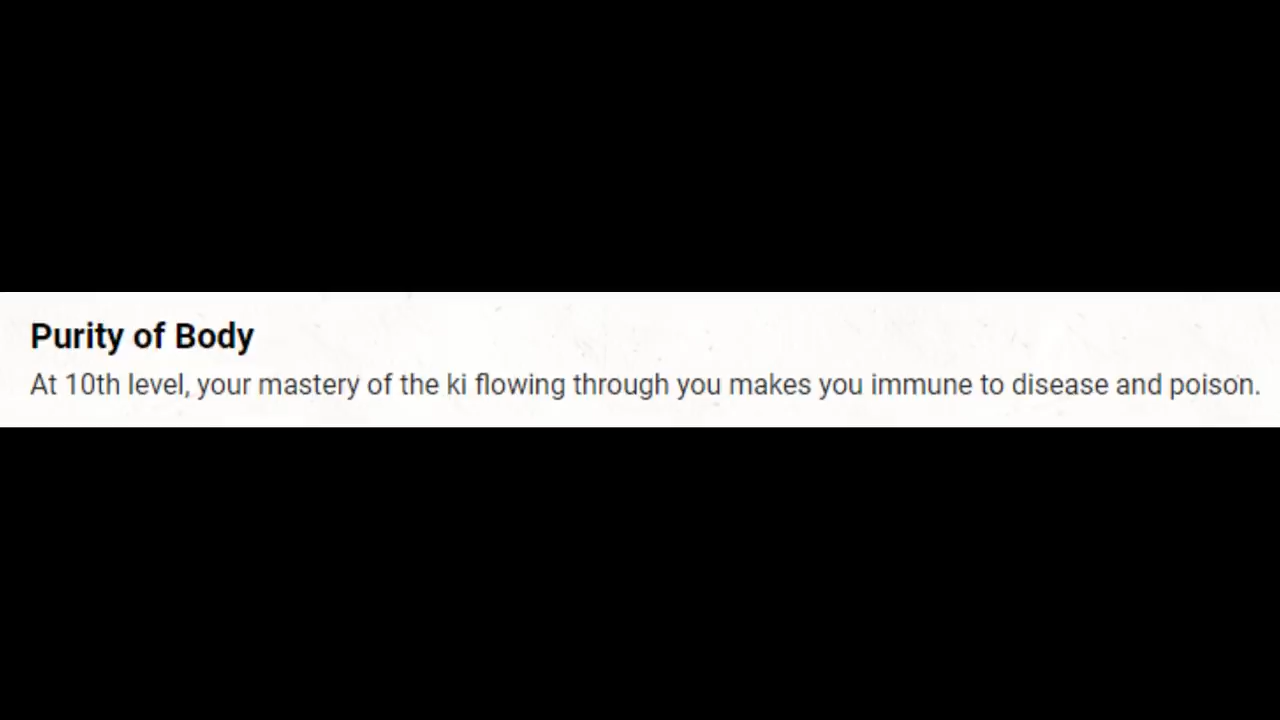 Purity of Body
At 10th level, your mastery of the ki flowing through you makes you immune to disease and poison.